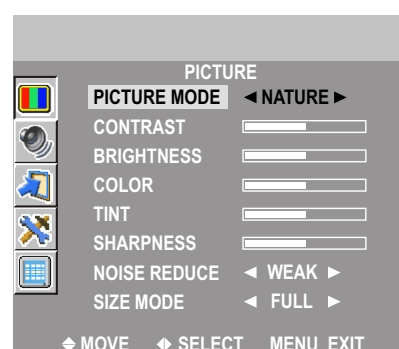 PICTURE
PICTURE MODE ◄ NATURE ►
CONTRAST
BRIGHTNESS
COLOR
TINT
SHARPNESS
NOISE REDUCE ◄ WEAK ►
SIZE MODE ◄ FULL ►
MOVE SELECT MENU EXIT